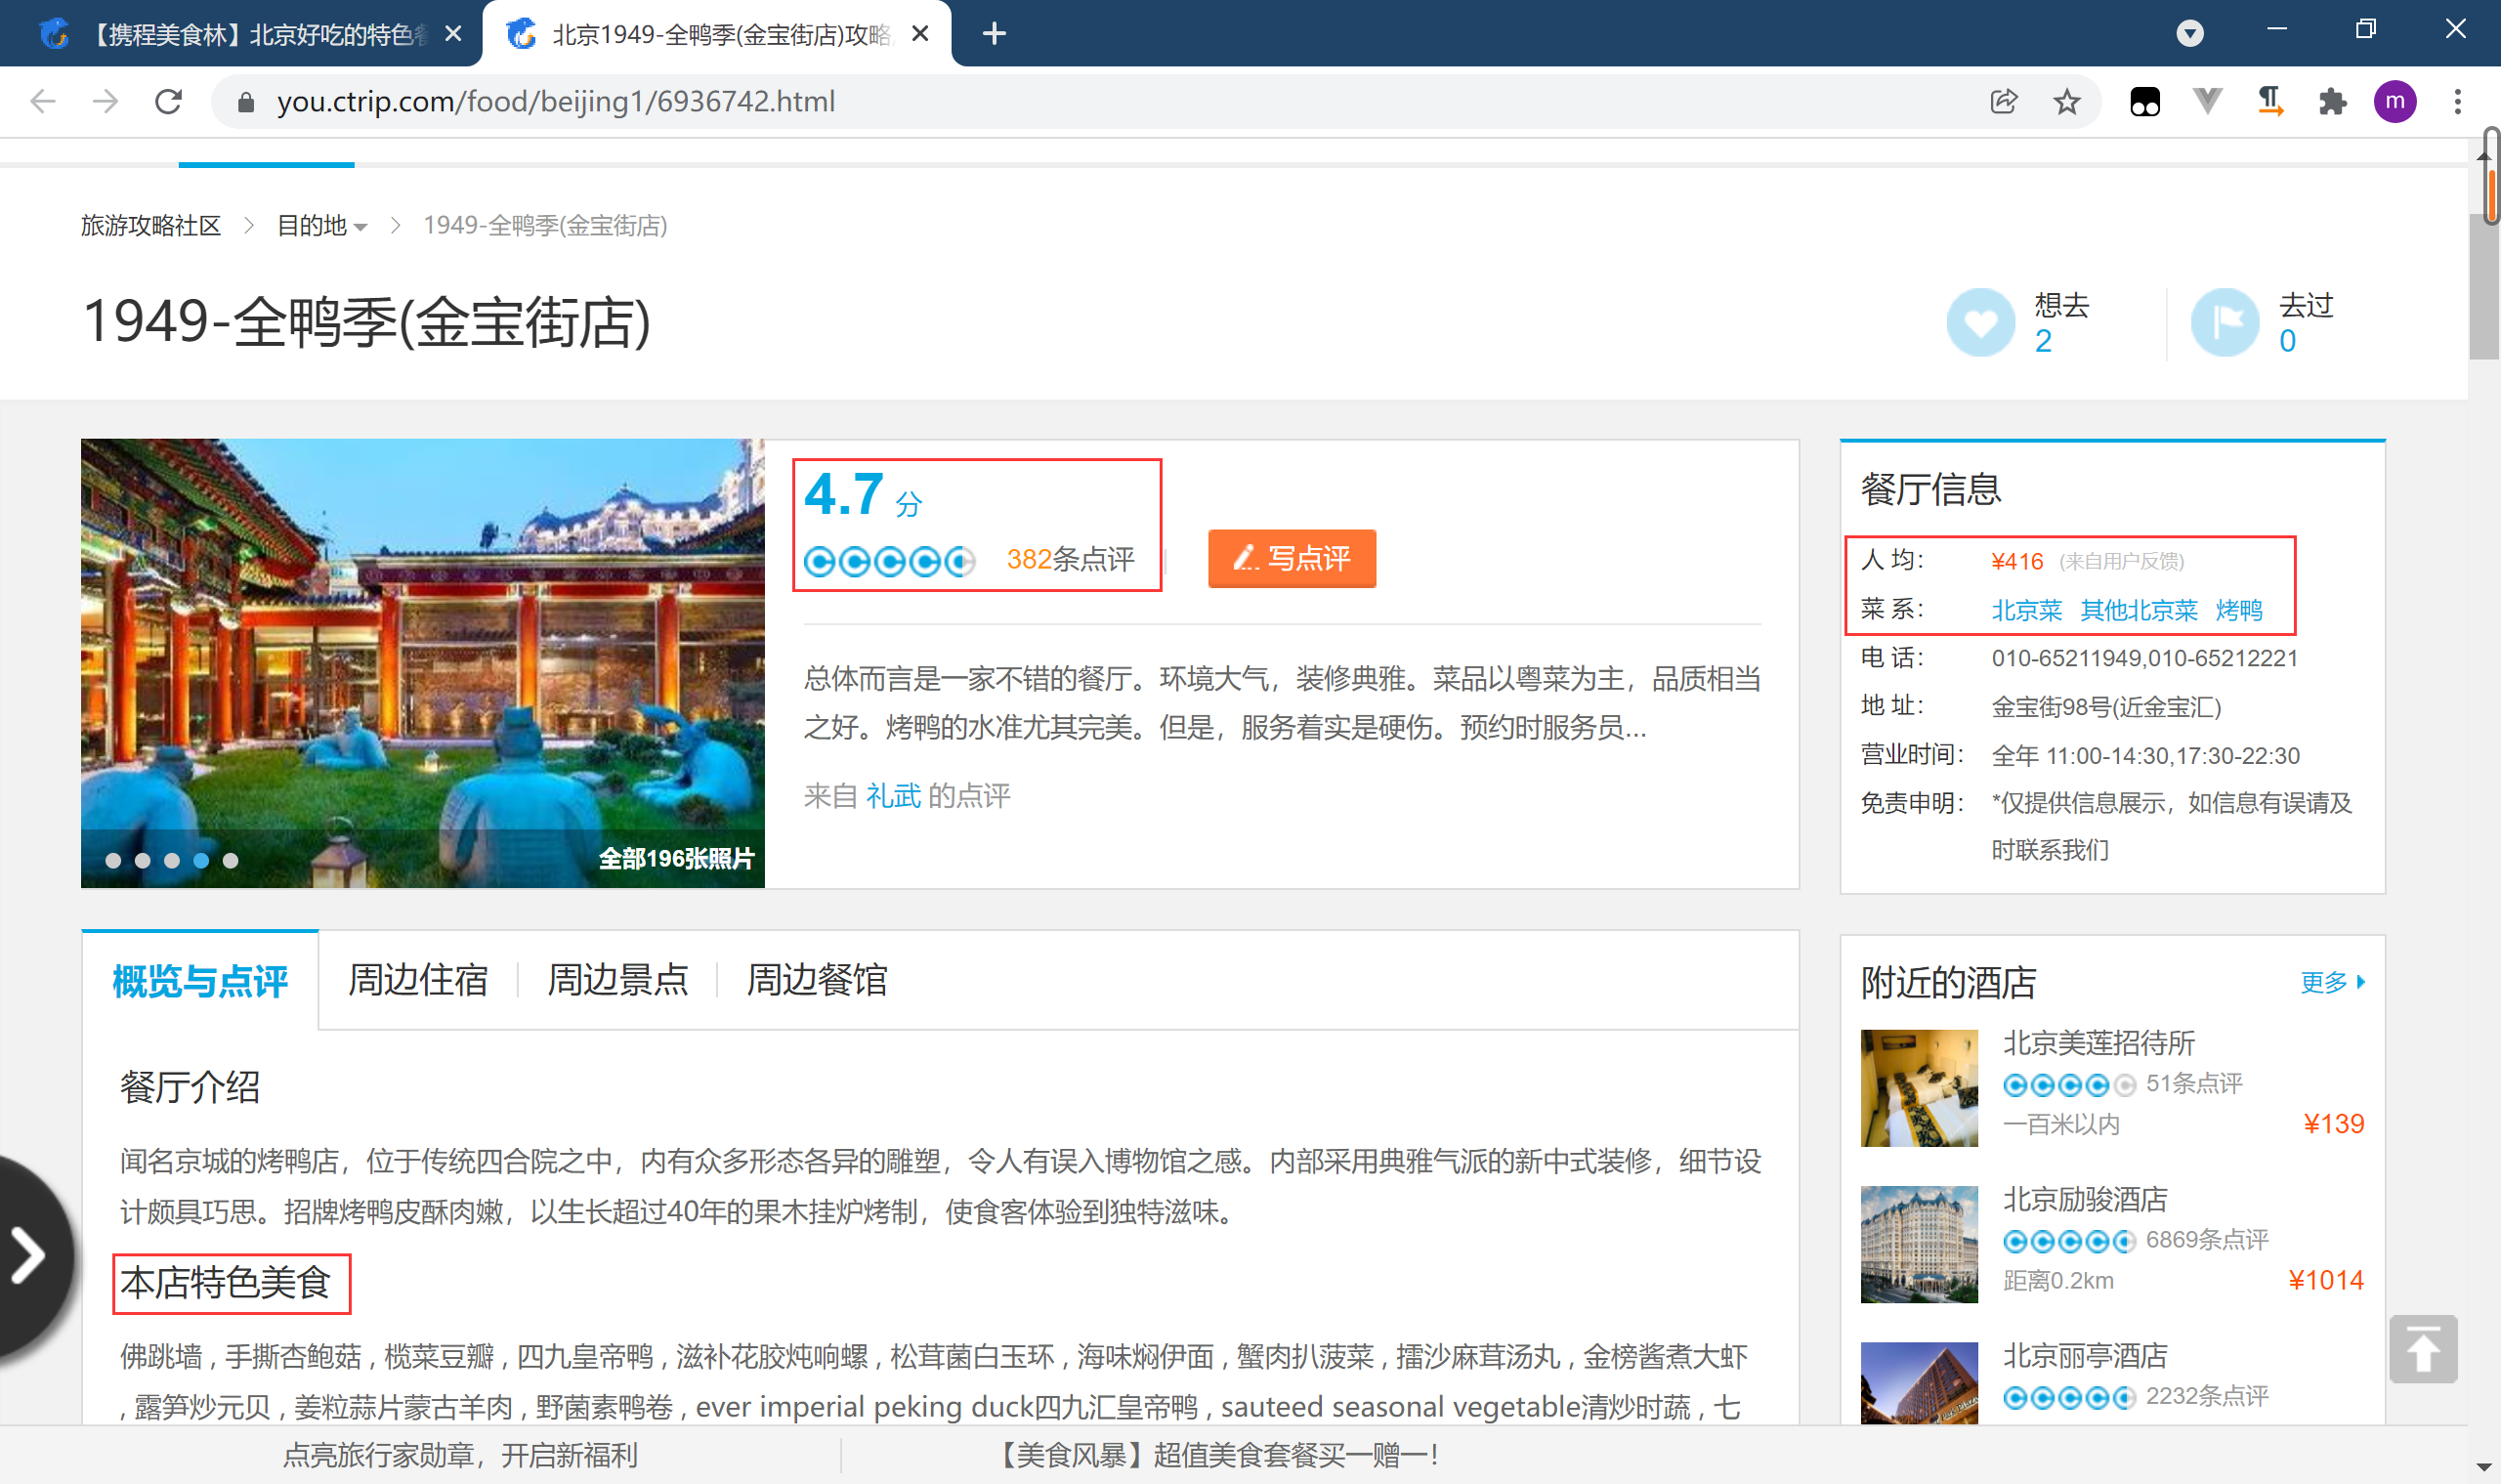 【携程美食林】北京好吃的特色
北京1949-全鸭季(金宝街店)攻略
you.ctrip.com/food/beijing1/6936742.html
m
旅游攻略社区 > 目的地 > 1949-全鸭季(金宝街店)
1949-全鸭季(金宝街店)
想去
2
去过
0
4.7 分
382条点评
写点评
总体而言是一家不错的餐厅。环境大气，装修典雅。菜品以粤菜为主，品质相当
之好。烤鸭的水准尤其完美。但是，服务着实是硬伤。预约时服务员...
来自 礼武 的点评
全部196张照片
餐厅信息
人 均： ¥416 (来自用户反馈)
菜 系： 北京菜 其他北京菜 烤鸭
电 话： 010-65211949,010-65212221
地 址： 金宝街98号(近金宝汇)
营业时间： 全年 11:00-14:30,17:30-22:30
免责申明： *仅提供信息展示，如信息有误请及
时联系我们
概览与点评 周边住宿 周边景点 周边餐馆
餐厅介绍
闻名京城的烤鸭店，位于传统四合院之中，内有众多形态各异的雕塑，令人有误入博物馆之感。内部采用典雅气派的新中式装修，细节设
计颇具巧思。招牌烤鸭皮酥肉嫩，以生长超过40年的果木挂炉烤制，使食客体验到独特滋味。
本店特色美食
佛跳墙 , 手撕杏鲍菇 , 榄菜豆瓣 , 四九皇帝鸭 , 滋补花胶炖响螺 , 松茸菌白玉环 , 海味焖伊面 , 蟹肉扒菠菜 , 擂沙麻茸汤丸 , 金榜酱煮大虾
, 露笋炒元贝 , 姜粒蒜片蒙古羊肉 , 野菌素鸭卷 , ever imperial peking duck四九汇皇帝鸭 , sauteed seasonal vegetable清炒时蔬 , 七
附近的酒店
更多
北京美莲招待所
51条点评
一百米以内 ¥139
北京励骏酒店
6869条点评
距离0.2km ¥1014
北京丽亭酒店
2232条点评
点亮旅行家勋章，开启新福利
【美食风暴】超值美食套餐买一赠一！